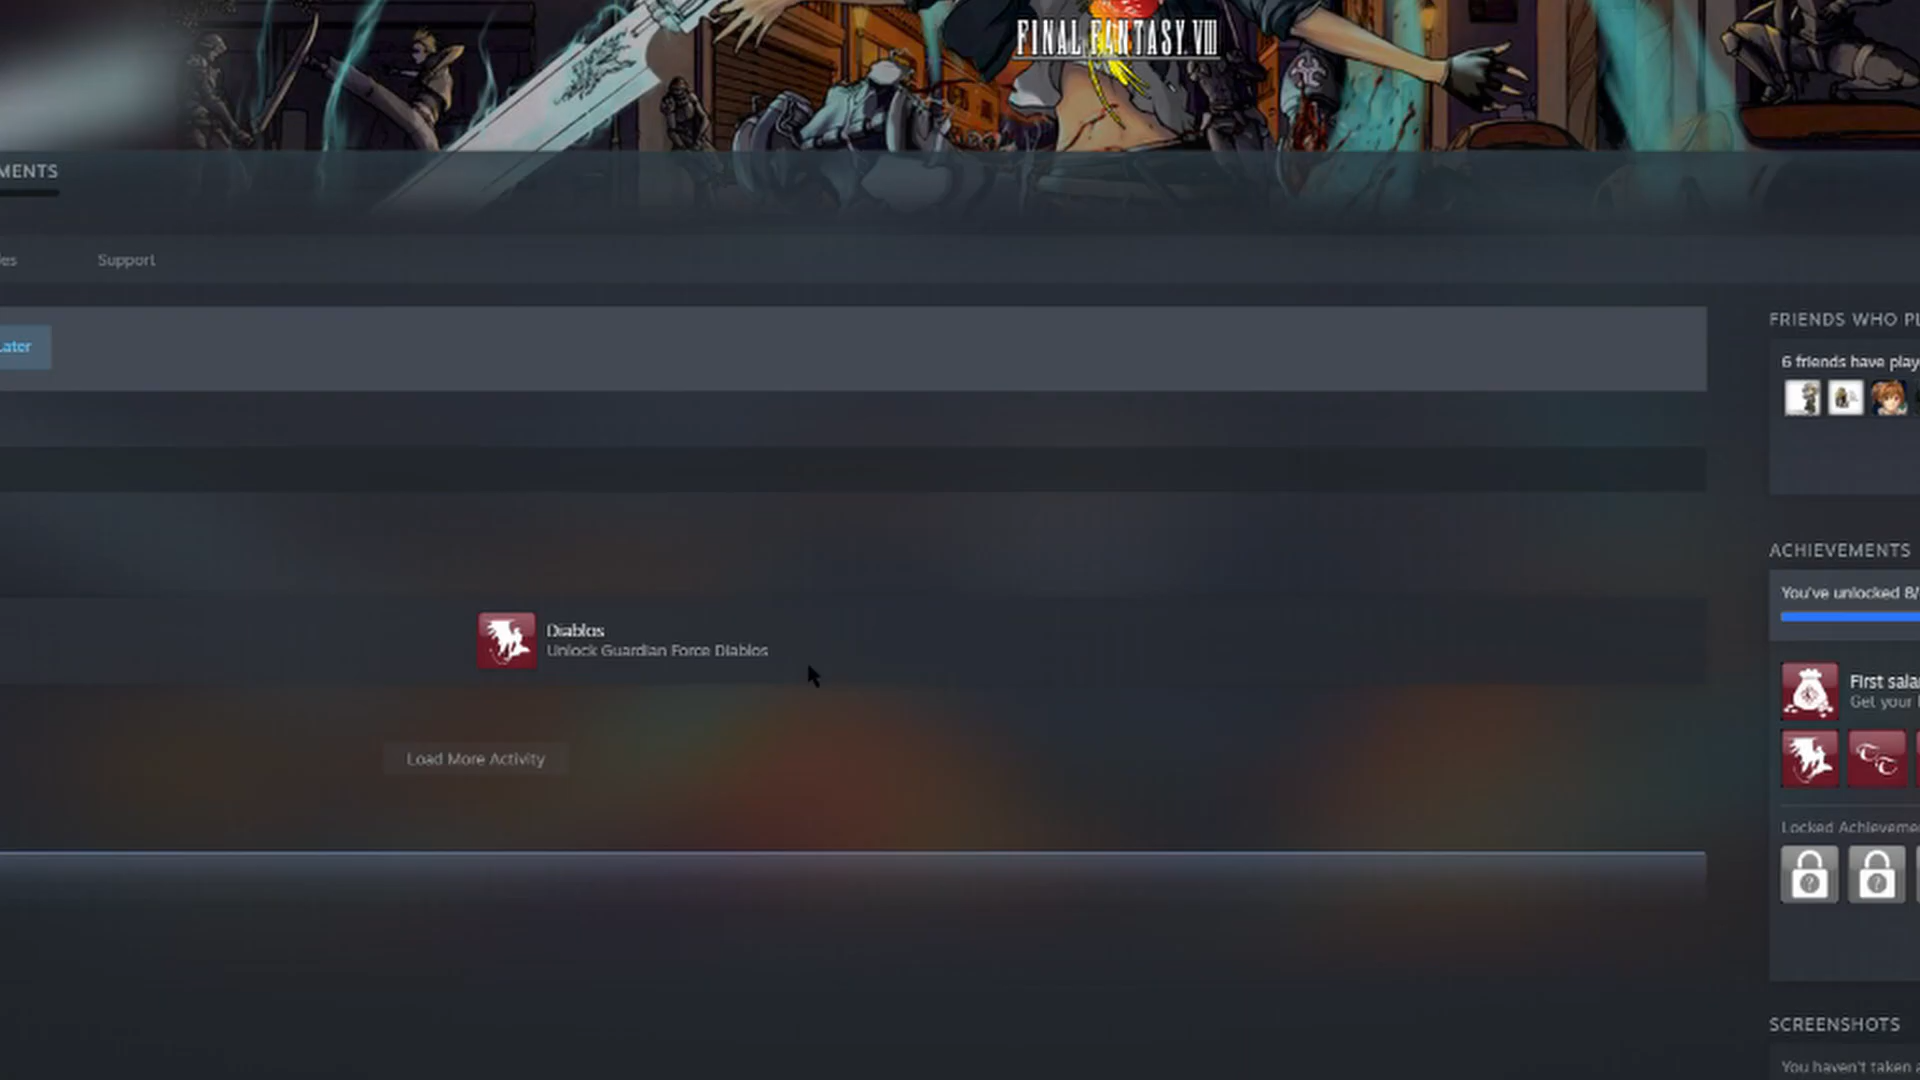 FINAL FANTASY VIII
MENTS
les
Support
Later
FRIENDS WHO PL
6 friends have play
ACHIEVEMENTS
You've unlocked 8/
Diablos
Unlock Guardian Force Diablos
First sala
Get your
Load More Activity
Locked Achieveme
SCREENSHOTS
You haven't taken a